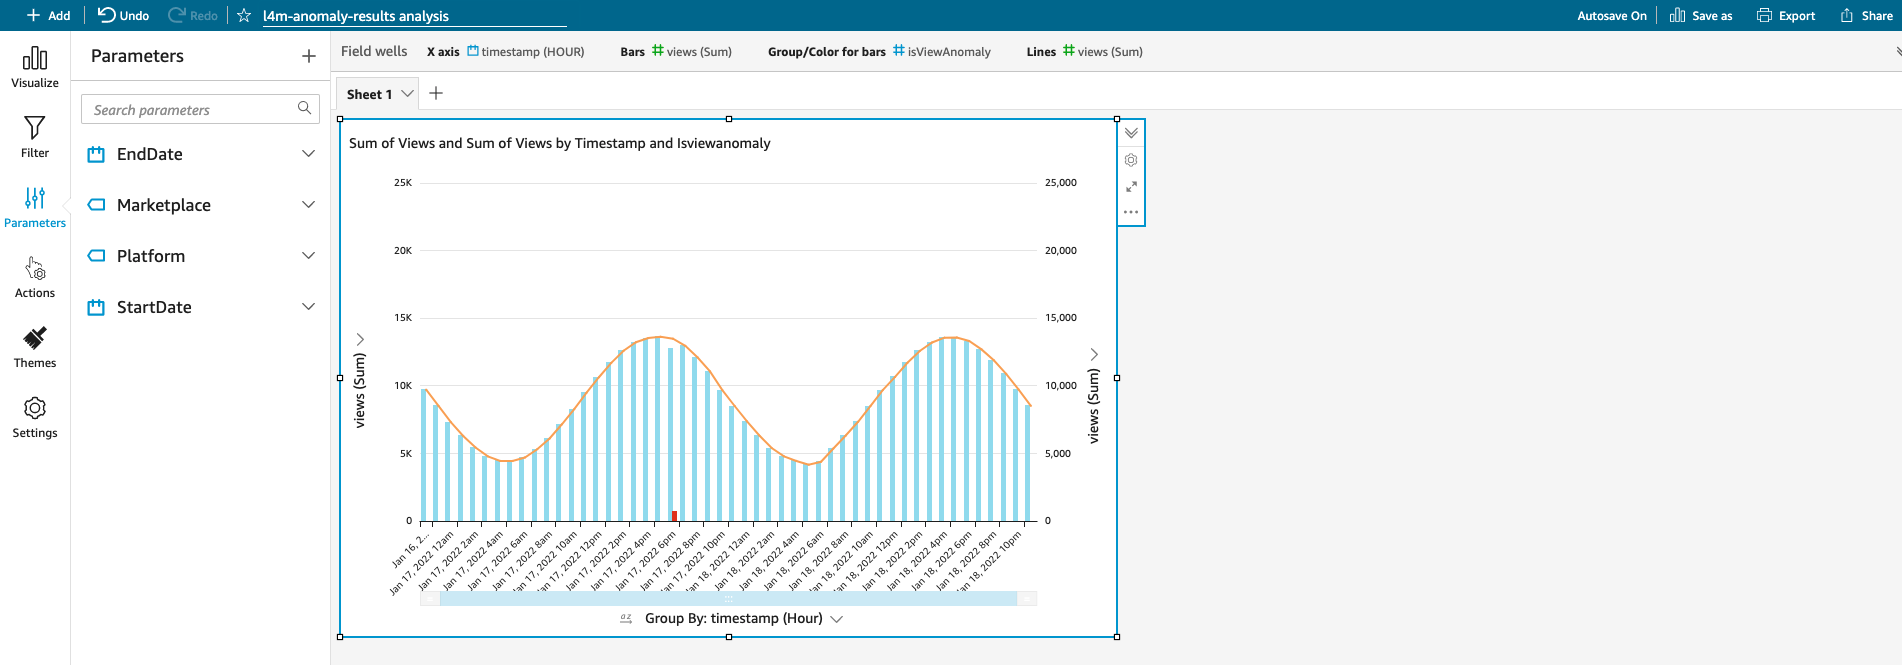 Add Undo Redo l4m-anomaly-results analysis Autosave On Save as Export Share
Visualize
Filter
Parameters
Actions
Themes
Settings
Parameters
Search parameters
EndDate
Marketplace
Platform
StartDate
Field wells X axis timestamp (HOUR) Bars views (Sum) Group/Color for bars isViewAnomaly Lines views (Sum)
Sheet 1
Sum of Views and Sum of Views by Timestamp and Isviewanomaly
views (Sum)
25K
20K
15K
10K
5K
0
25,000
20,000
15,000
10,000
5,000
0
views (Sum)
Jan 16, 2...
Jan 17, 2022 12am
Jan 17, 2022 2am
Jan 17, 2022 4am
Jan 17, 2022 6am
Jan 17, 2022 8am
Jan 17, 2022 10am
Jan 17, 2022 12pm
Jan 17, 2022 2pm
Jan 17, 2022 4pm
Jan 17, 2022 6pm
Jan 17, 2022 8pm
Jan 17, 2022 10pm
Jan 18, 2022 12am
Jan 18, 2022 2am
Jan 18, 2022 4am
Jan 18, 2022 6am
Jan 18, 2022 8am
Jan 18, 2022 10am
Jan 18, 2022 12pm
Jan 18, 2022 2pm
Jan 18, 2022 4pm
Jan 18, 2022 6pm
Jan 18, 2022 8pm
Jan 18, 2022 10pm
az Group By: timestamp (Hour)